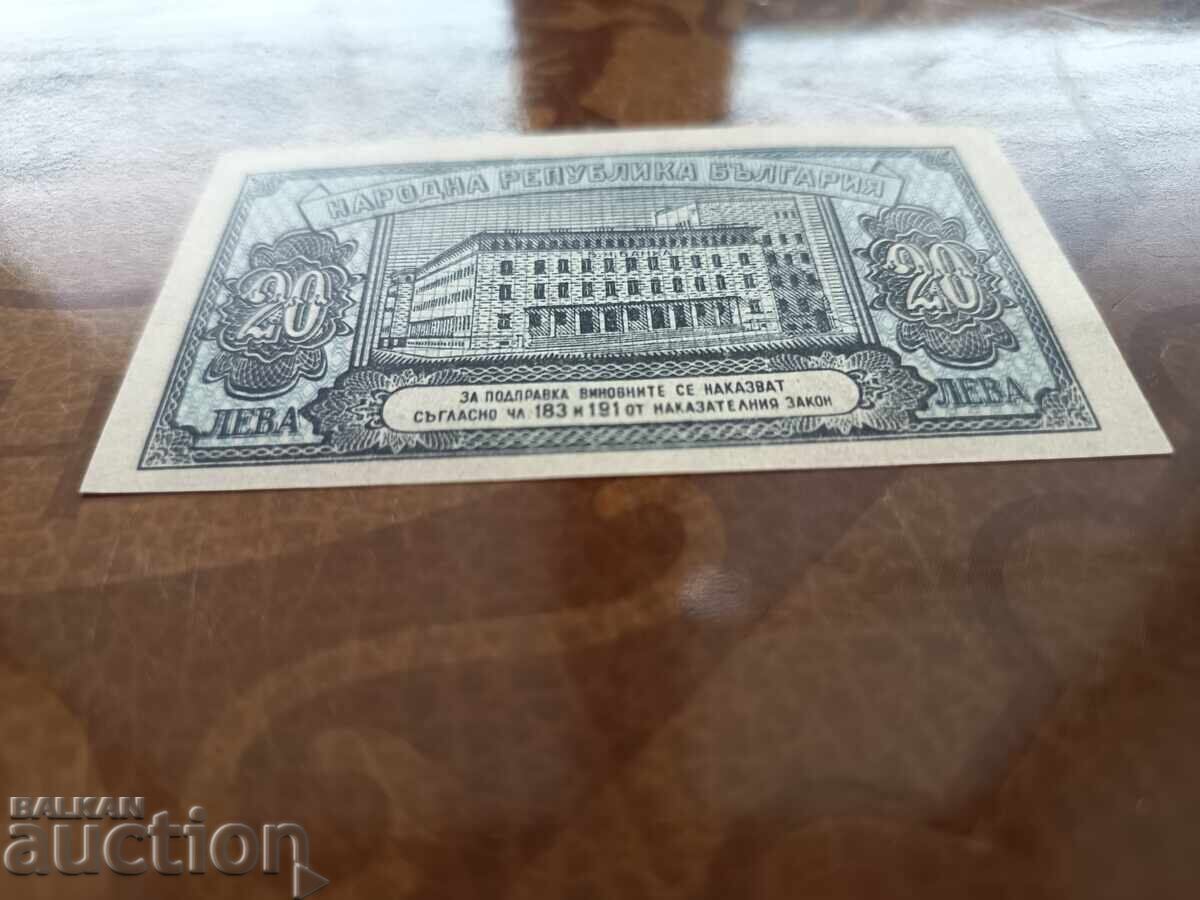 НАРОДНА РЕПУБЛИКА БЪЛГАРИЯ
20
20
ЛЕВА
ЛЕВА
ЗА ПОДПРАВКА ВИНОВНИТЕ СЕ НАКАЗВАТ
СЪГЛАСНО ЧЛ. 183 И 191 ОТ НАКАЗАТЕЛНИЯ ЗАКОН
BALKAN
auction